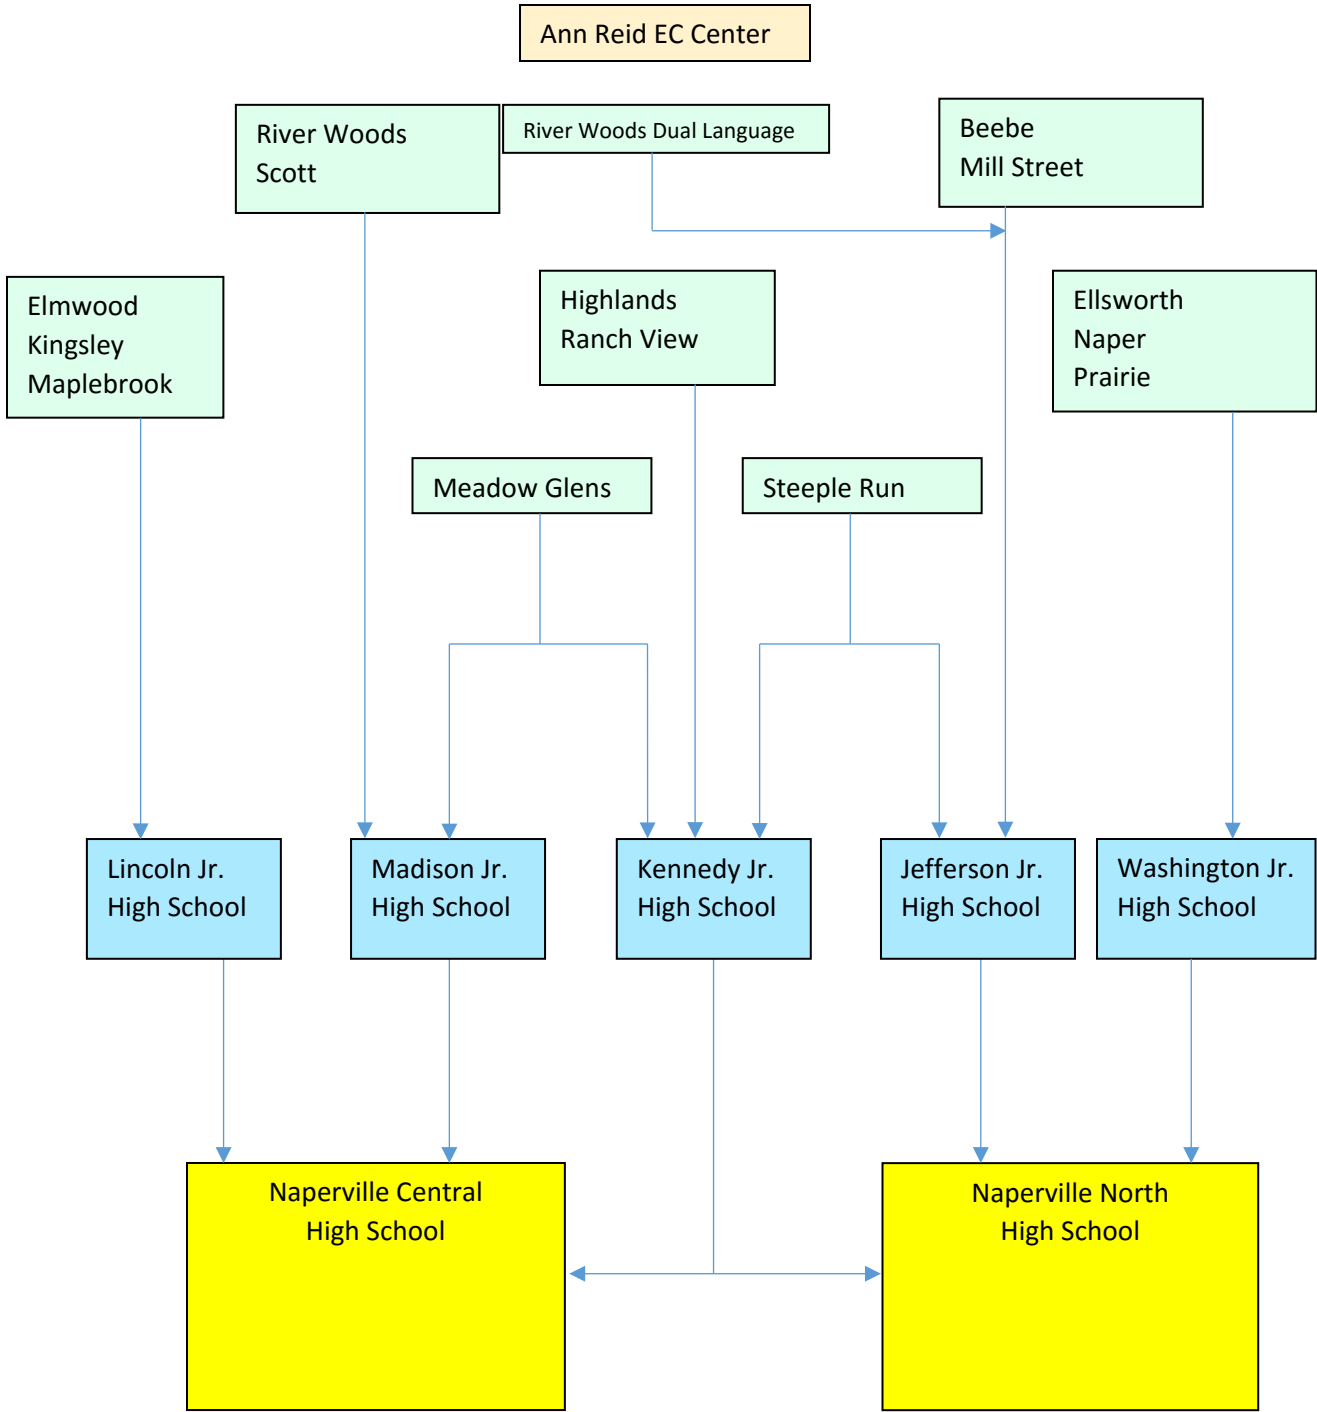 Ann Reid EC Center
River Woods
Scott
River Woods Dual Language
Beebe
Mill Street
Elmwood
Kingsley
Maplebrook
Highlands
Ranch View
Ellsworth
Naper
Prairie
Meadow Glens
Steeple Run
Lincoln Jr.
High School
Madison Jr.
High School
Kennedy Jr.
High School
Jefferson Jr.
High School
Washington Jr.
High School
Naperville Central
High School
Naperville North
High School